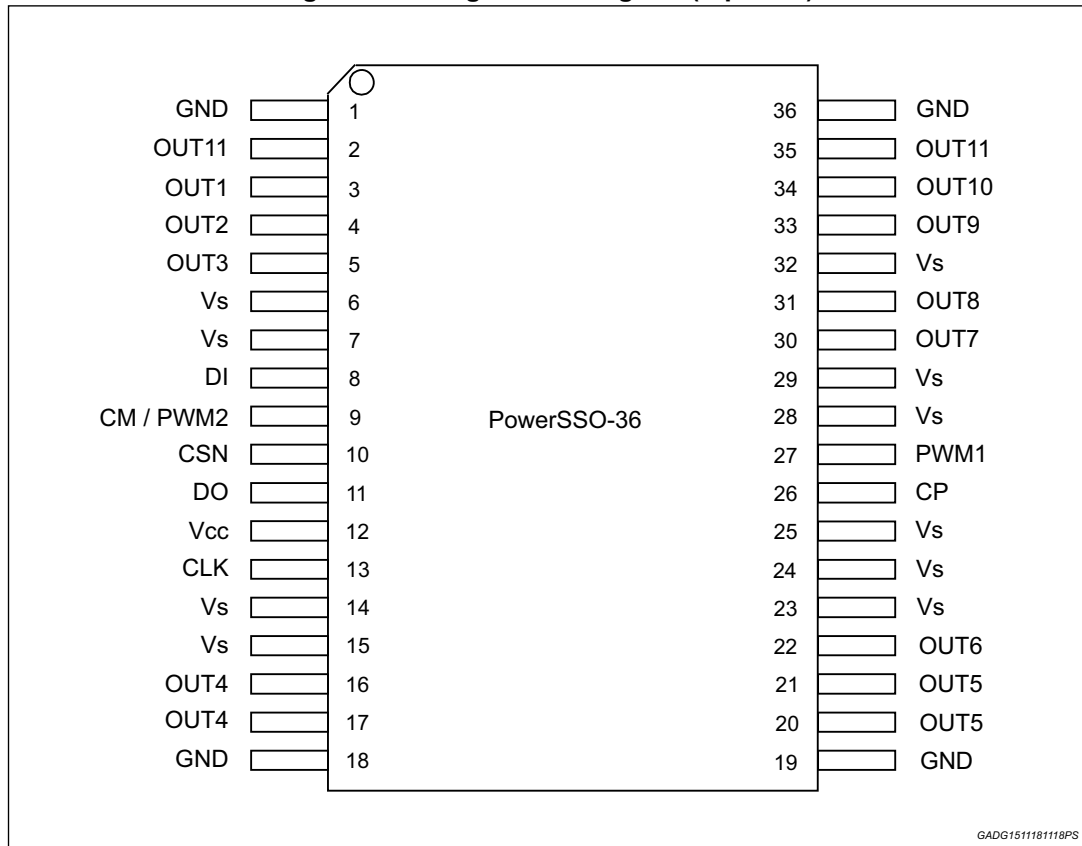 GND 1 36 GND
OUT11 2 35 OUT11
OUT1 3 34 OUT10
OUT2 4 33 OUT9
OUT3 5 32 Vs
Vs 6 31 OUT8
Vs 7 30 OUT7
DI 8 29 Vs
CM / PWM2 9 PowerSSO-36 28 Vs
CSN 10 27 PWM1
DO 11 26 CP
Vcc 12 25 Vs
CLK 13 24 Vs
Vs 14 23 Vs
Vs 15 22 OUT6
OUT4 16 21 OUT5
OUT4 17 20 OUT5
GND 18 19 GND
GADG1511181118PS